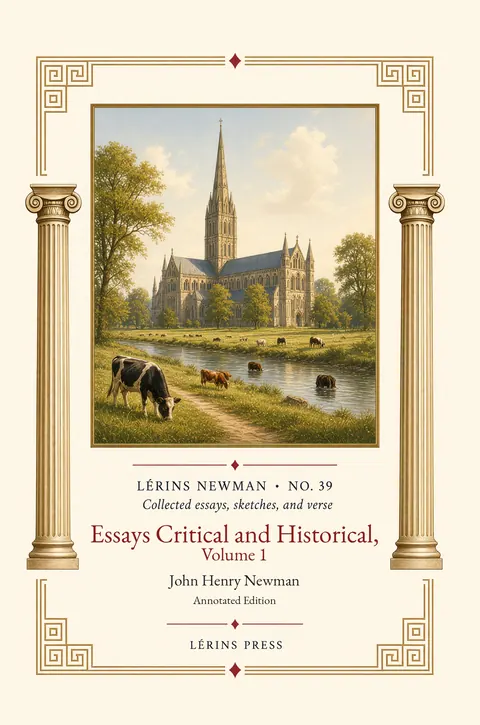 LÉRINS NEWMAN • NO. 39
Collected essays, sketches, and verse
Essays Critical and Historical,
Volume 1
John Henry Newman
Annotated Edition
LÉRINS PRESS